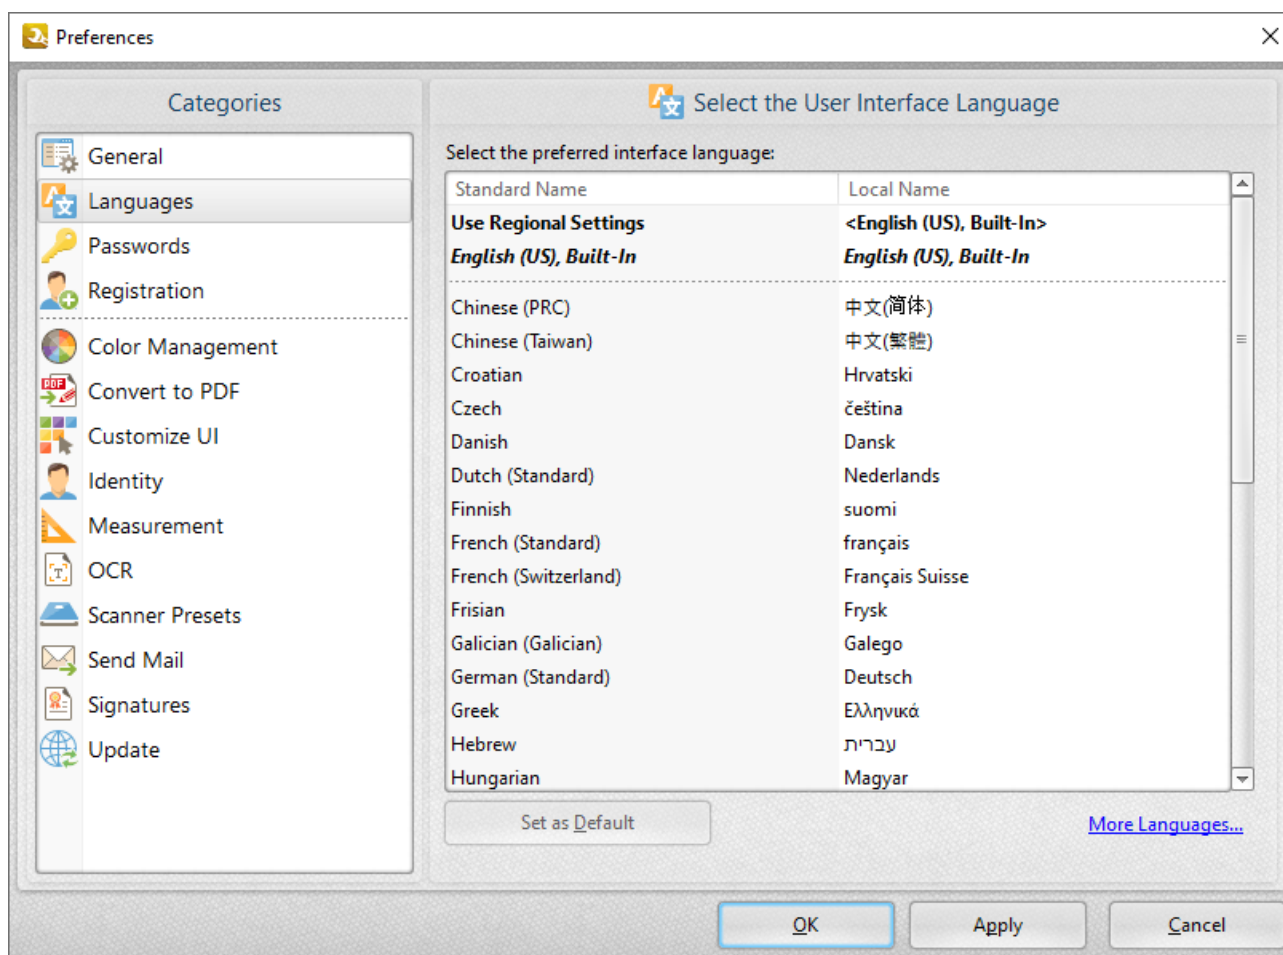 Preferences
Categories
General
Languages
Passwords
Registration
Color Management
Convert to PDF
Customize UI
Identity
Measurement
OCR
Scanner Presets
Send Mail
Signatures
Update
Select the User Interface Language
Select the preferred interface language:
Standard Name Local Name
Use Regional Settings <English (US), Built-In>
English (US), Built-In English (US), Built-In
Chinese (PRC) 中文(简体)
Chinese (Taiwan) 中文(繁體)
Croatian Hrvatski
Czech čeština
Danish Dansk
Dutch (Standard) Nederlands
Finnish suomi
French (Standard) français
French (Switzerland) Français Suisse
Frisian Frysk
Galician (Galician) Galego
German (Standard) Deutsch
Greek Ελληνικά
Hebrew עברית
Hungarian Magyar
Set as Default More Languages...
OK Apply Cancel